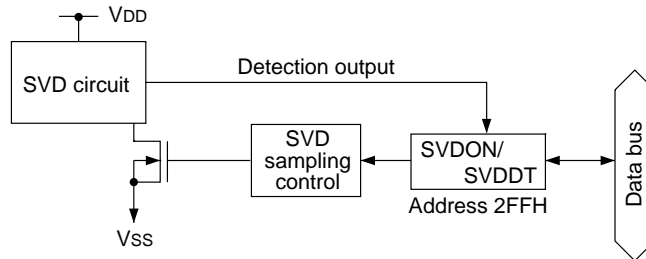 VDD
SVD circuit
Detection output
SVD
sampling
control
SVDON/
SVDDT
Address 2FFH
VSS
Data bus